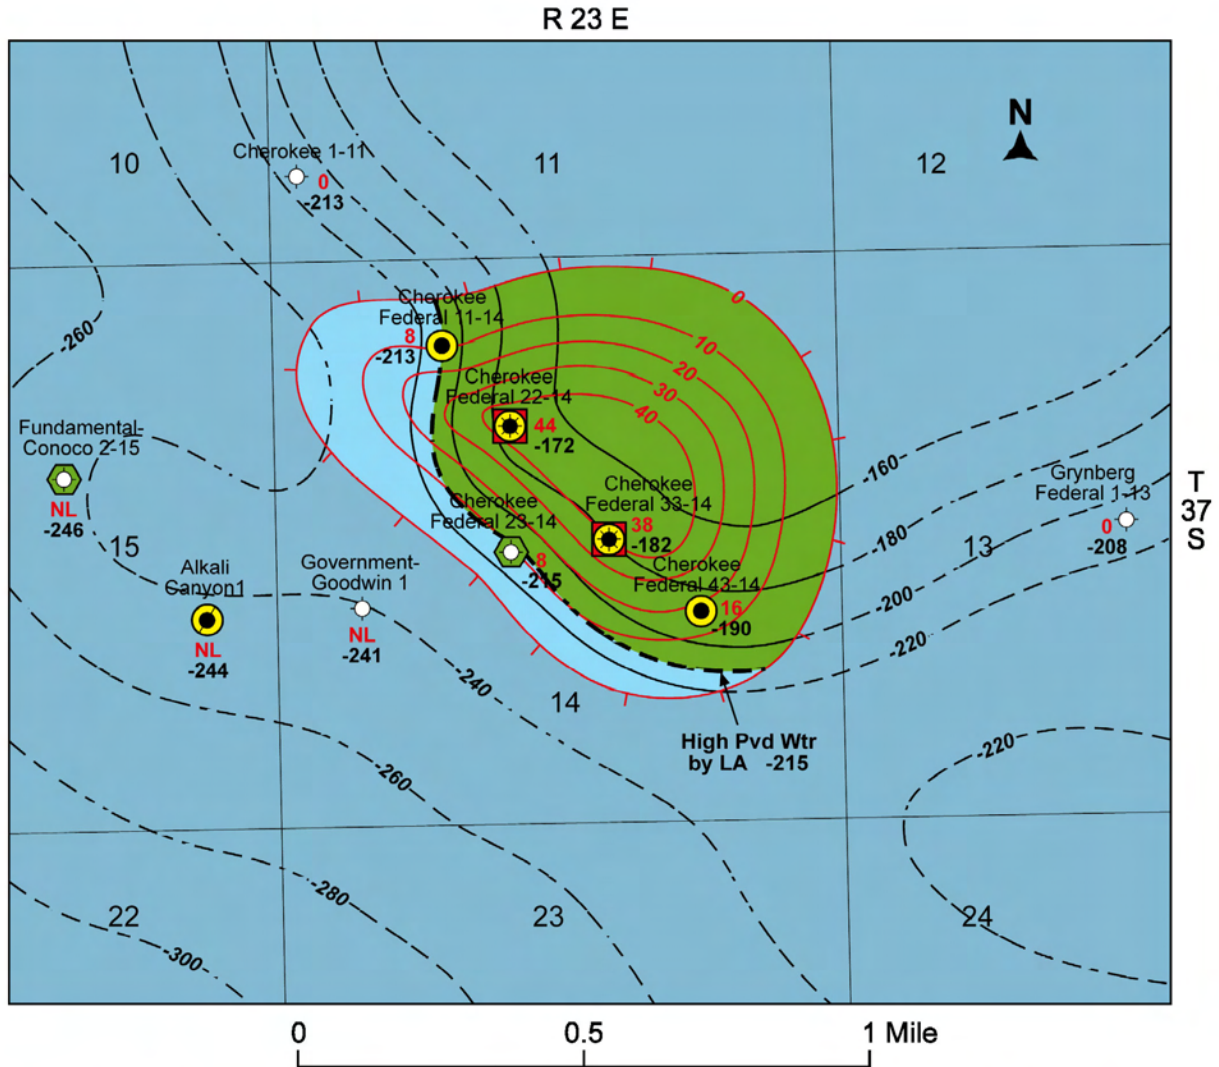 R 23 E
N
10
11
12
Cherokee 1-11
0
-213
-260
Cherokee
Federal 11-14
8
-213
0
10
20
30
40
Cherokee
Federal 22-14
44
-172
Fundamental-
Conoco 2-15
NL
-246
15
Alkali
Canyon1
NL
-244
Government-
Goodwin 1
NL
-241
Cherokee
Federal 23-14
8
-215
Cherokee
Federal 33-14
38
-182
Cherokee
Federal 43-14
16
-190
-160
-180
-200
-220
Grynberg
Federal 1-13
0
-208
13
T
37
S
-240
14
High Pvd Wtr
by LA -215
-220
-260
-280
-300
22
23
24
0
0.5
1 Mile